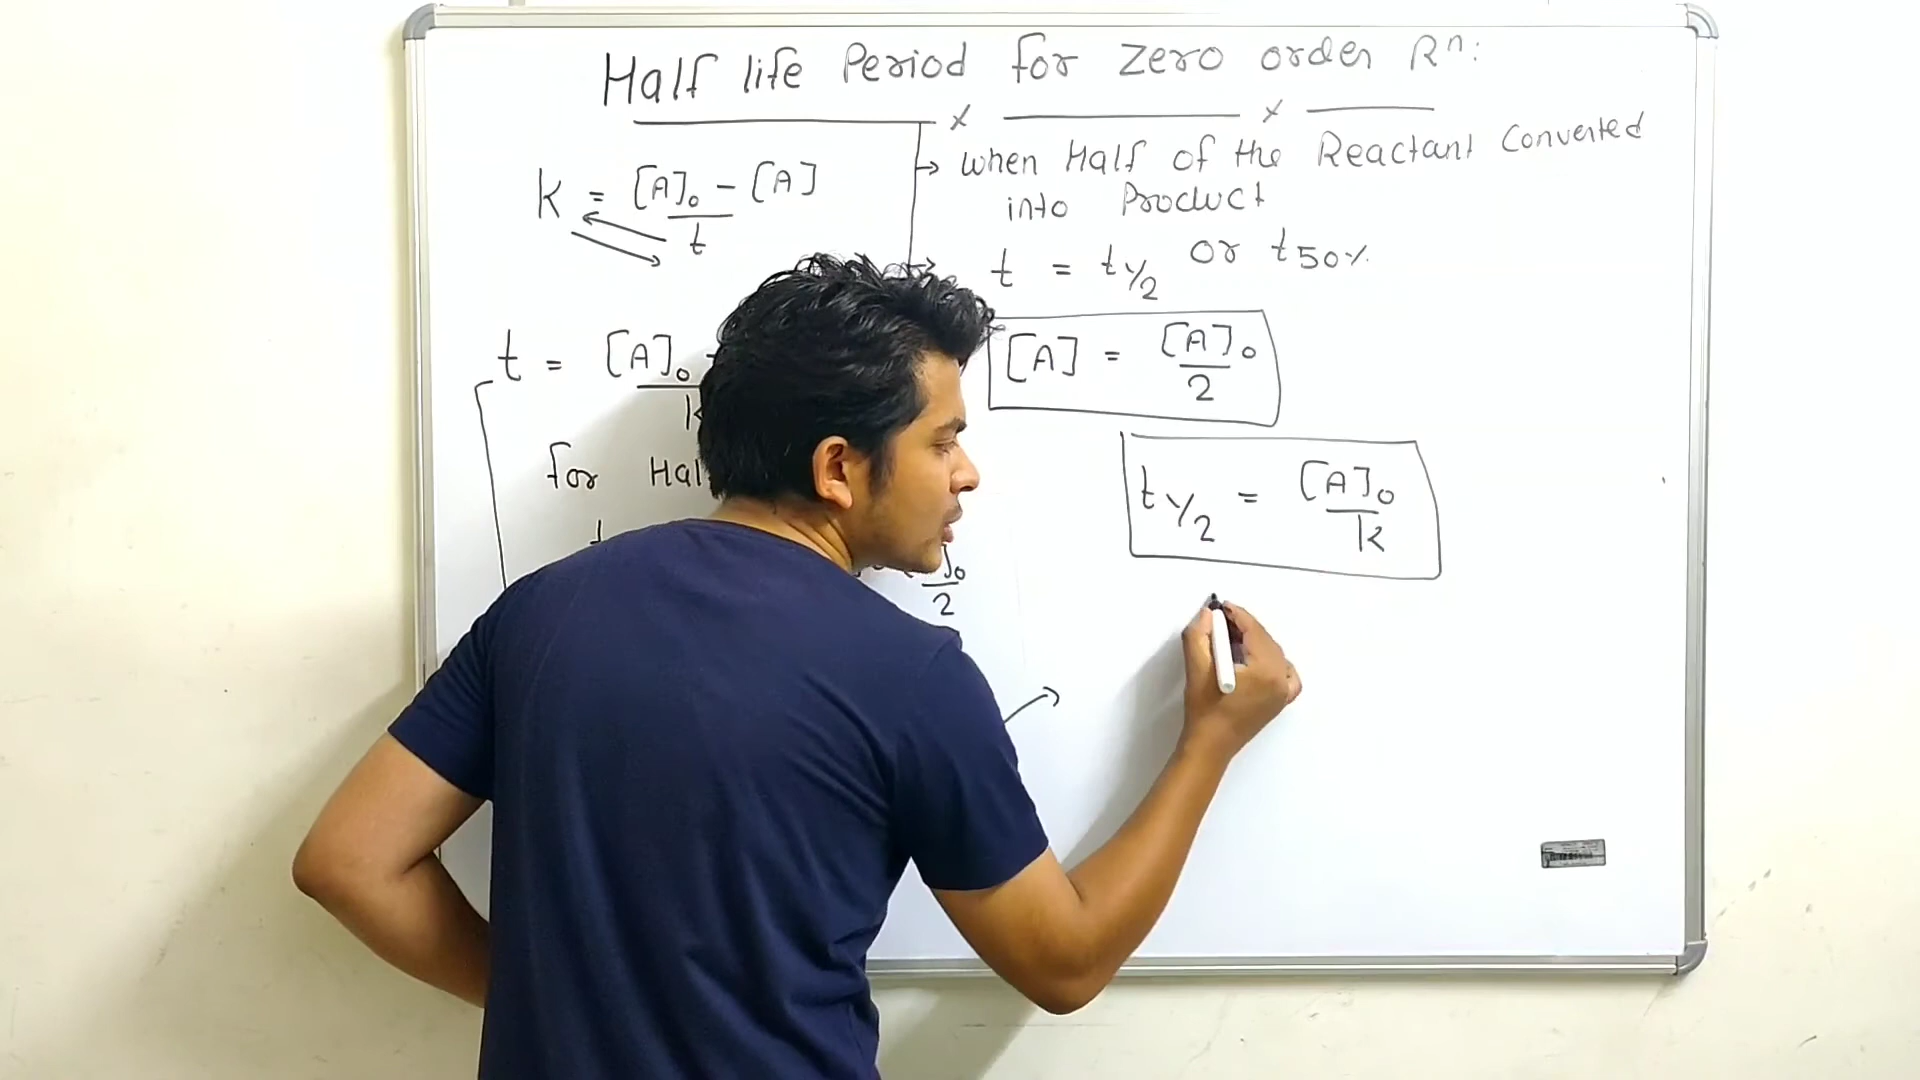 Half life Period for zero order Rⁿ:
K = [A]₀ - [A] / t
→ when Half of the Reactant Converted
into Product
→ t = t1/2 or t50%
t = [A]₀ / k
[A] = [A]₀ / 2
for
t1/2 = [A]₀ / k
]₀ / 2